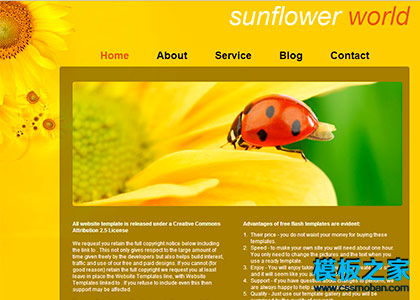 sunflower world
Home About Service Blog Contact
All website template is released under a Creative Commons
Attribution 2.5 License
We request you retain the full copyright notice below including
the link to . This not only gives respect to the large amount of
time given freely by the developers but also helps build interest,
traffic and use of our free and paid designs. If you cannot (for
good reason) retain the full copyright we request you at least
leave in place the Website Templates line, with Website
Templates linked to . If you refuse to include even this then
support may be affected.
Advantages of free flash templates are evident:
1. Their price - you do not waist your money for buying these
templates.
2. Speed - to make your own site you will need about one hour.
You only need to change the pictures and the text when you
use a ready template.
3. Enjoy - You will enjoy
and it will seem like you
4. Support - if you have
are always happy to help
5. Quality - Just use our template gallery and you will be
模板之家
www.cssmoban.com